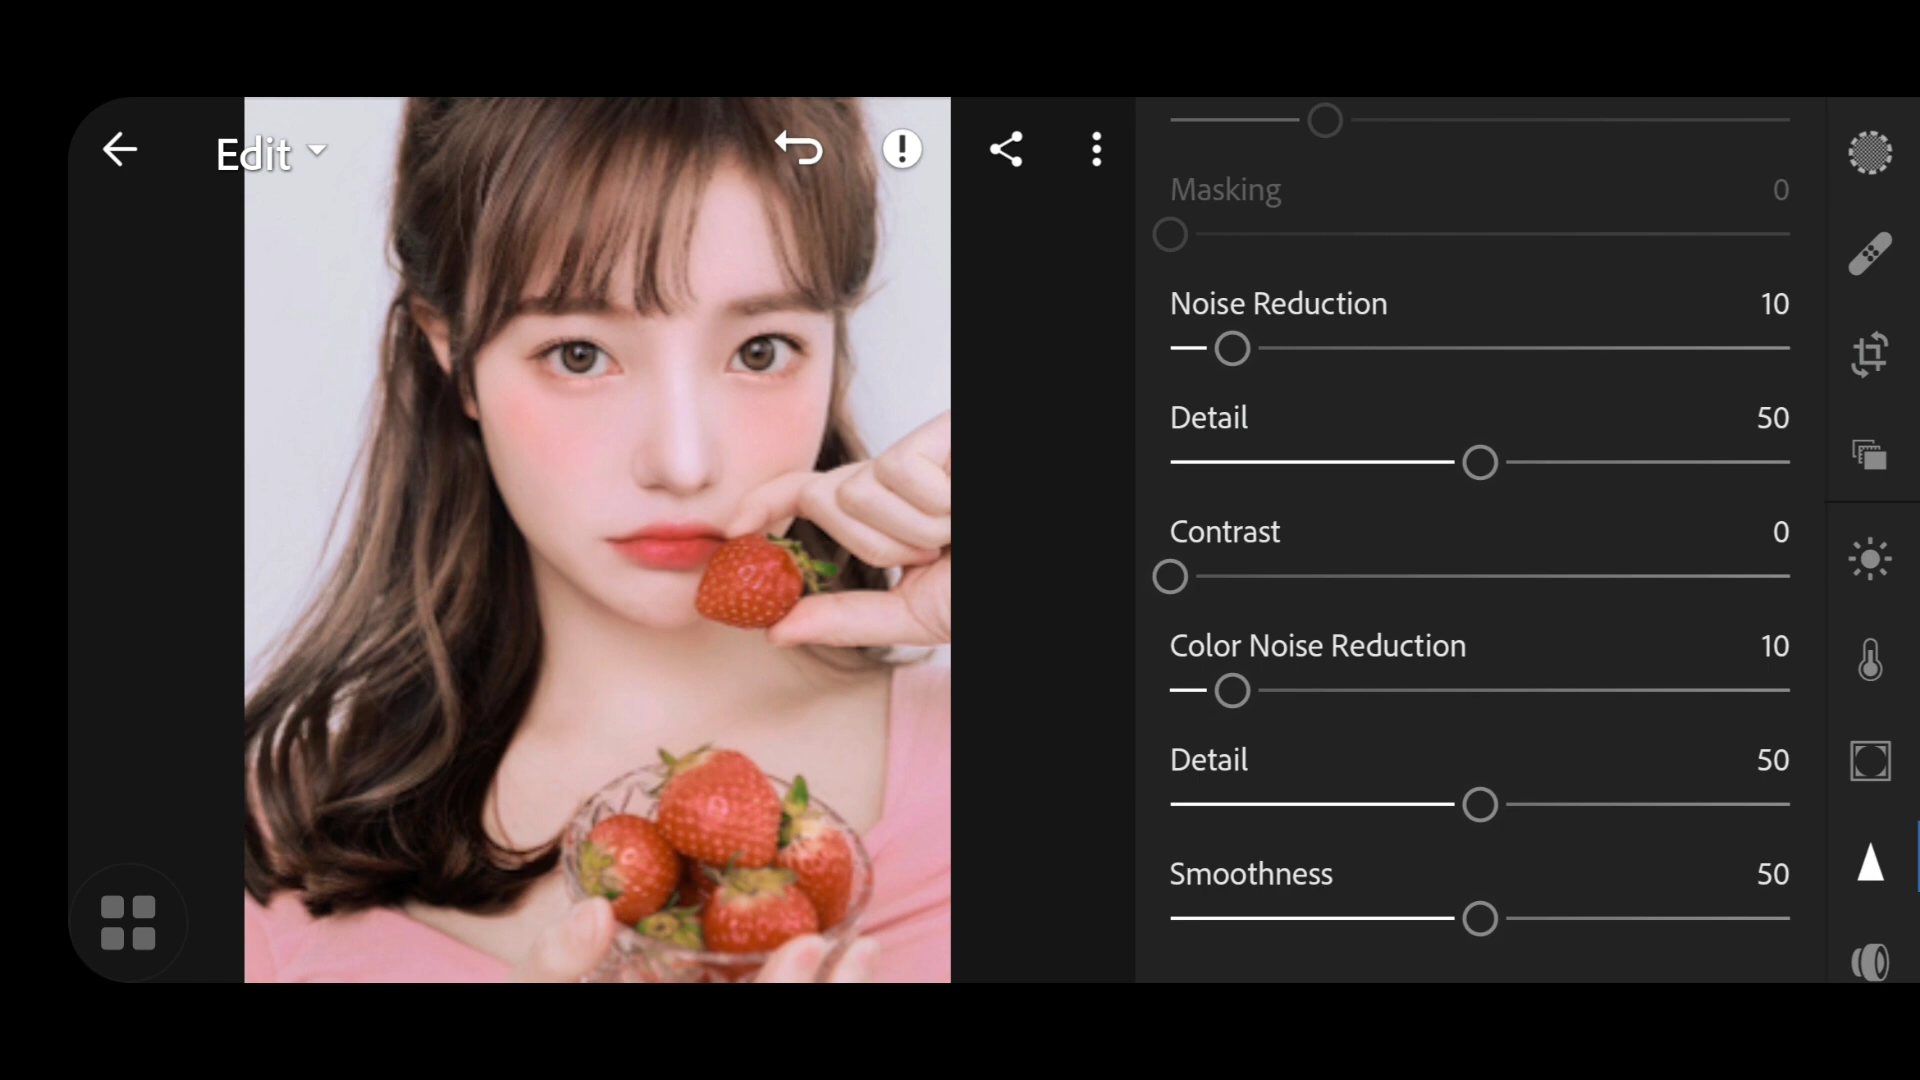 Edit
Masking 0
Noise Reduction 10
Detail 50
Contrast 0
Color Noise Reduction 10
Detail 50
Smoothness 50